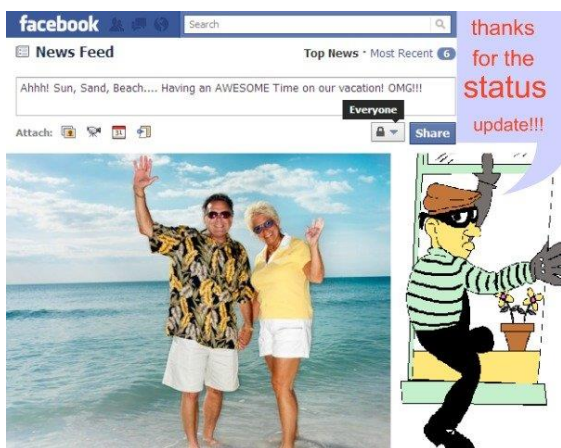 facebook
Search
News Feed
Top News · Most Recent 6
Ahhh! Sun, Sand, Beach.... Having an AWESOME Time on our vacation! OMG!!!
Everyone
Attach:
31
Share
thanks
for the
status
update!!!